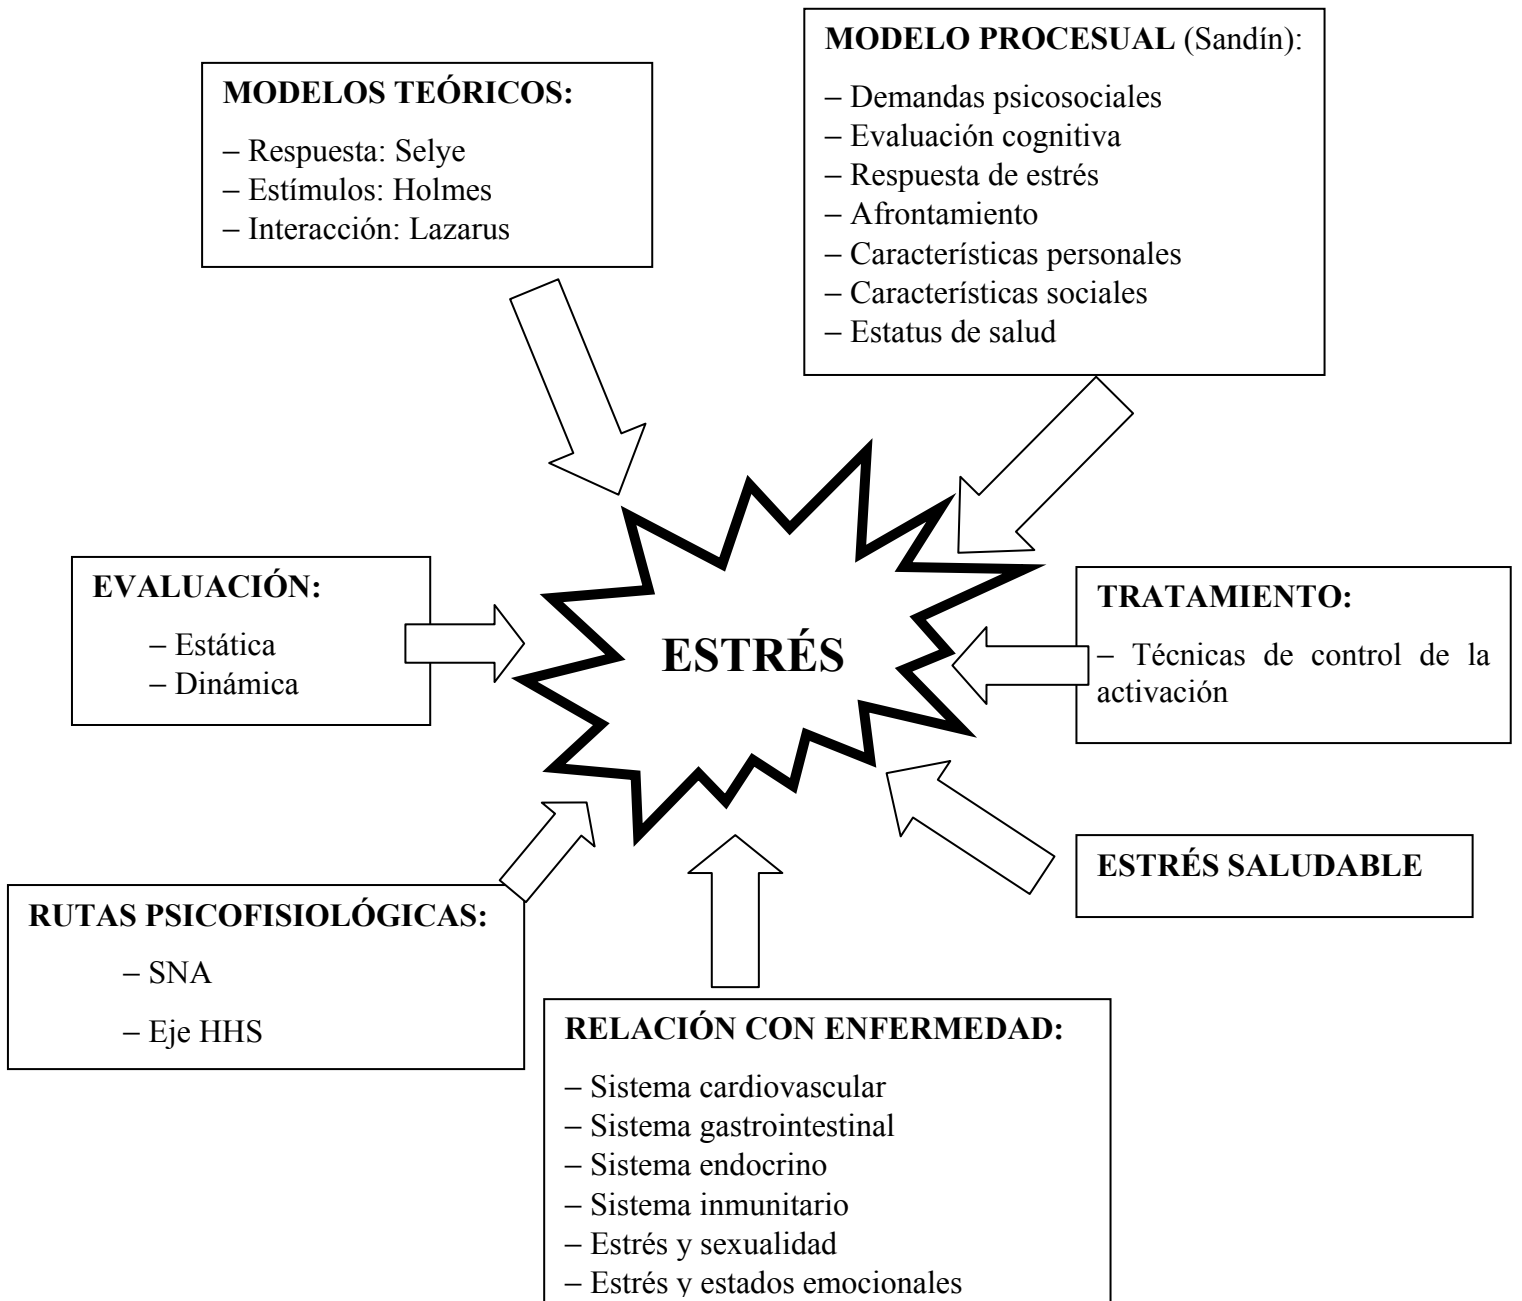 MODELO PROCESUAL (Sandín):
– Demandas psicosociales
– Evaluación cognitiva
– Respuesta de estrés
– Afrontamiento
– Características personales
– Características sociales
– Estatus de salud
MODELOS TEÓRICOS:
– Respuesta: Selye
– Estímulos: Holmes
– Interacción: Lazarus
EVALUACIÓN:
– Estática
– Dinámica
ESTRÉS
TRATAMIENTO:
– Técnicas de control de la
activación
ESTRÉS SALUDABLE
RUTAS PSICOFISIOLÓGICAS:
– SNA
– Eje HHS
RELACIÓN CON ENFERMEDAD:
– Sistema cardiovascular
– Sistema gastrointestinal
– Sistema endocrino
– Sistema inmunitario
– Estrés y sexualidad
– Estrés y estados emocionales